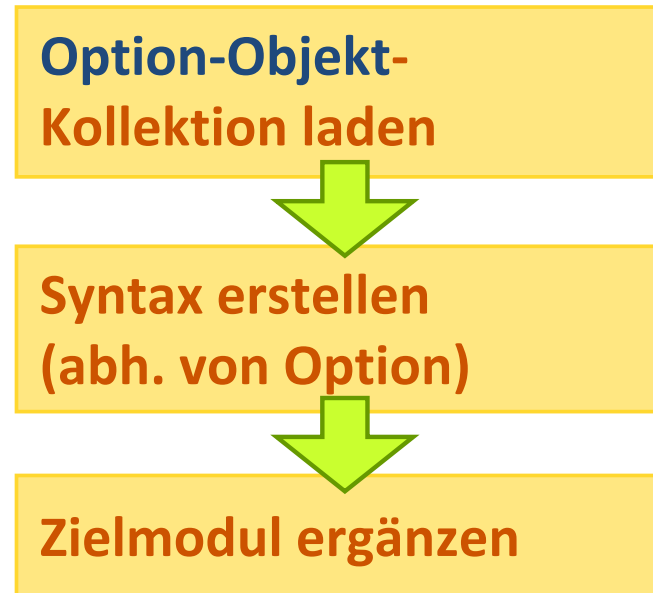 Option-Objekt-
Kollektion laden
Syntax erstellen
(abh. von Option)
Zielmodul ergänzen